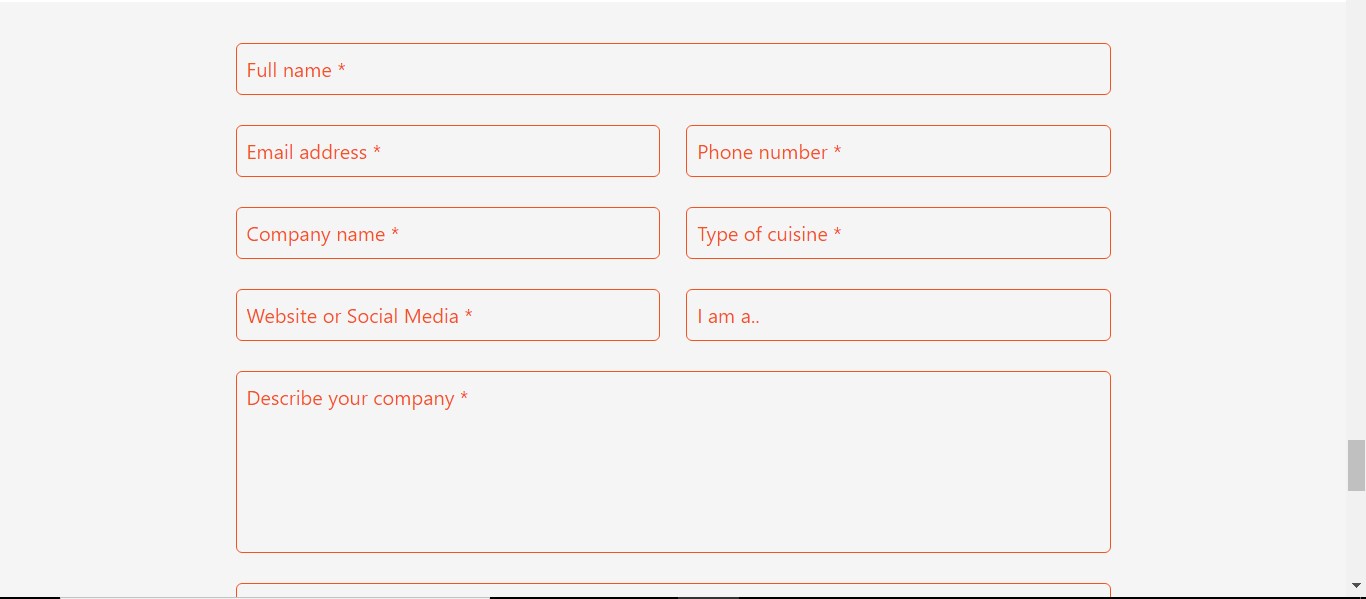 Full name *
Email address *
Phone number *
Company name *
Type of cuisine *
Website or Social Media *
I am a..
Describe your company *